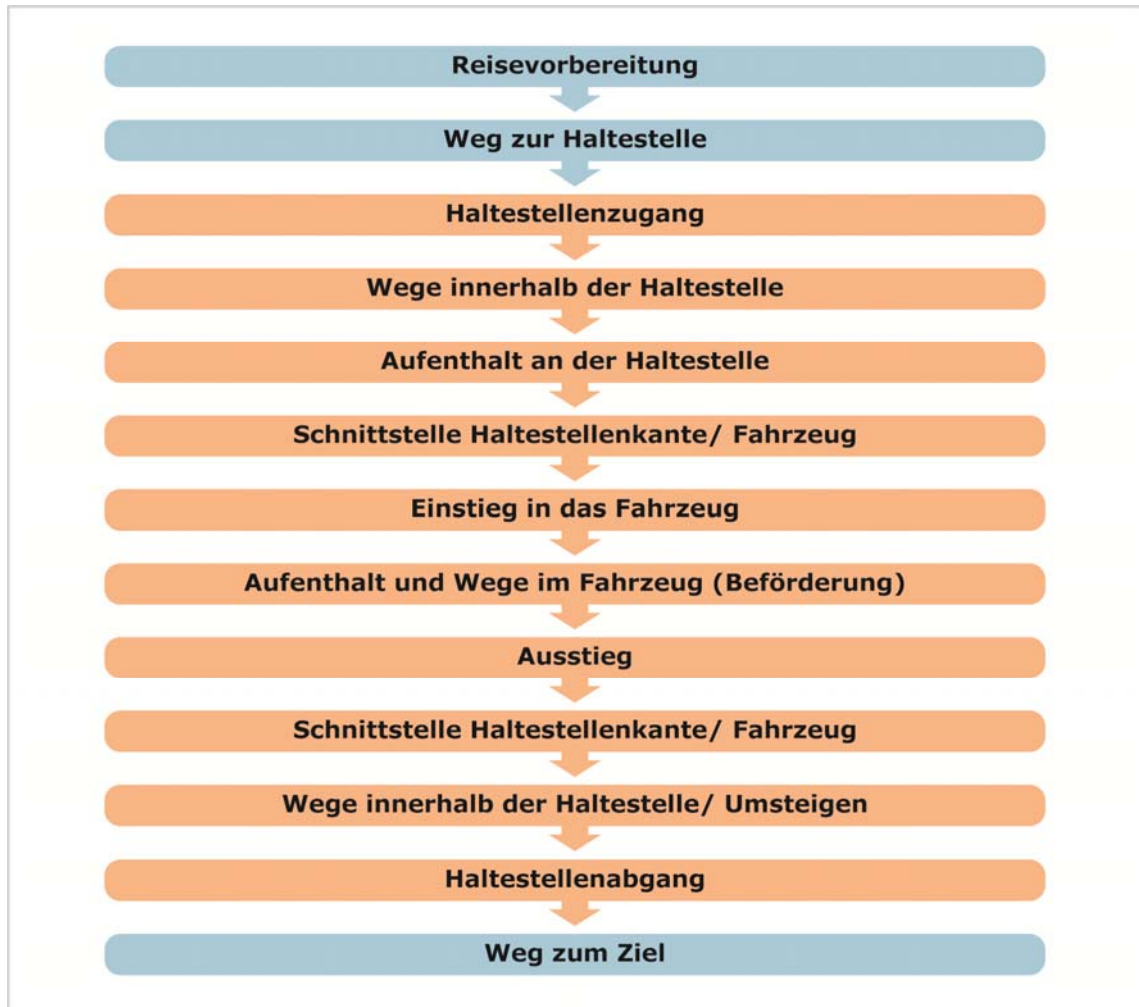 Reisevorbereitung
Weg zur Haltestelle
Haltestellenzugang
Wege innerhalb der Haltestelle
Aufenthalt an der Haltestelle
Schnittstelle Haltestellenkante/ Fahrzeug
Einstieg in das Fahrzeug
Aufenthalt und Wege im Fahrzeug (Beförderung)
Ausstieg
Schnittstelle Haltestellenkante/ Fahrzeug
Wege innerhalb der Haltestelle/ Umsteigen
Haltestellenabgang
Weg zum Ziel